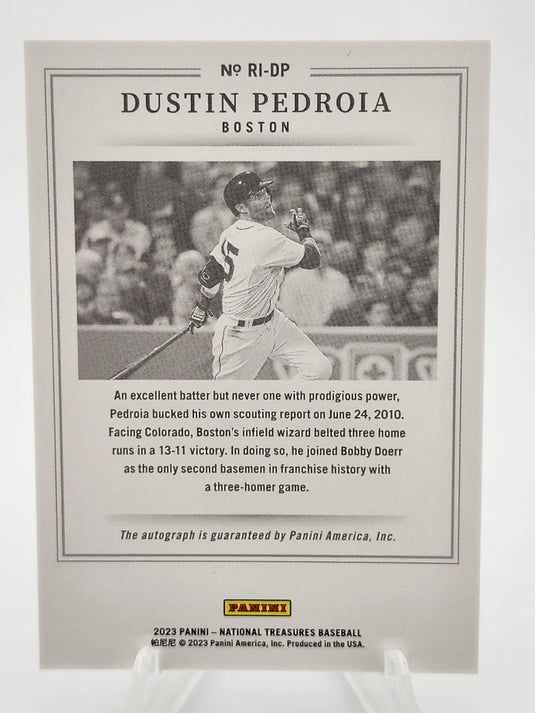 Nº RI-DP
DUSTIN PEDROIA
BOSTON
5
An excellent batter but never one with prodigious power,
Pedroia bucked his own scouting report on June 24, 2010.
Facing Colorado, Boston's infield wizard belted three home
runs in a 13-11 victory. In doing so, he joined Bobby Doerr
as the only second basemen in franchise history with
a three-homer game.
The autograph is guaranteed by Panini America, Inc.
PANINI
2023 PANINI – NATIONAL TREASURES BASEBALL
帕尼尼 © 2023 Panini America, Inc. Produced in the USA.